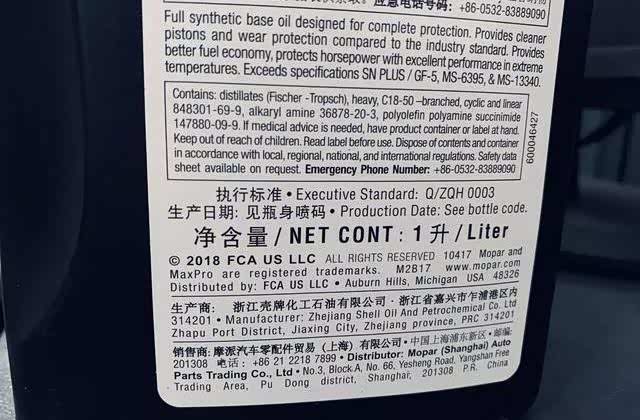 应急电话号码: +86-0532-83889090
Full synthetic base oil designed for complete protection. Provides cleaner
pistons and wear protection compared to the industry standard. Provides
better fuel economy, protects horsepower with excellent performance in extreme
temperatures. Exceeds specifications SN PLUS / GF-5, MS-6395, & MS-13340.
Contains: distillates (Fischer -Tropsch), heavy, C18-50 –branched, cyclic and linear
848301-69-9, alkaryl amine 36878-20-3, polyolefin polyamine succinimide
147880-09-9. If medical advice is needed, have product container or label at hand.
Keep out of reach of children. Read label before use. Dispose of contents and container
in accordance with local, regional, national, and international regulations. Safety data
sheet available on request. Emergency Phone Number: +86-0532-83889090
600046427
执行标准 • Executive Standard: Q/ZQH 0003
生产日期: 见瓶身喷码 • Production Date: See bottle code.
净含量 / NET CONT : 1 升 / Liter
© 2018 FCA US LLC ALL RIGHTS RESERVED 10417 Mopar and
MaxPro are registered trademarks. M2817 www.mopar.com
Distributed by: FCA US LLC • Auburn Hills, Michigan USA 48326
生产商: 浙江壳牌化工石油有限公司 · 浙江省嘉兴市乍浦港区内
314201 • Manufacturer: Zhejiang Shell Oil And Petrochemical Co. Ltd
Zhapu Port District, Jiaxing City, Zhejiang province, PRC 314201
销售商: 摩派汽车零配件贸易 (上海) 有限公司 · 中国上海浦东新区 · 邮编:
201308 电话: +86 21 2218 7899 • Distributor: Mopar (Shanghai) Auto
Parts Trading Co., Ltd • No.3, Block.A, No. 66, Yesheng Road, Yangshan Free
Trading Area, Pu Dong district, Shanghai, 201308 P.R. China